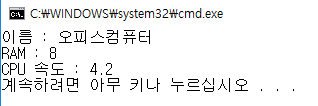 C:\WINDOWS\system32\cmd.exe
이름 : 오피스컴퓨터
RAM : 8
CPU 속도 : 4.2
계속하려면 아무 키나 누르십시오 . . .